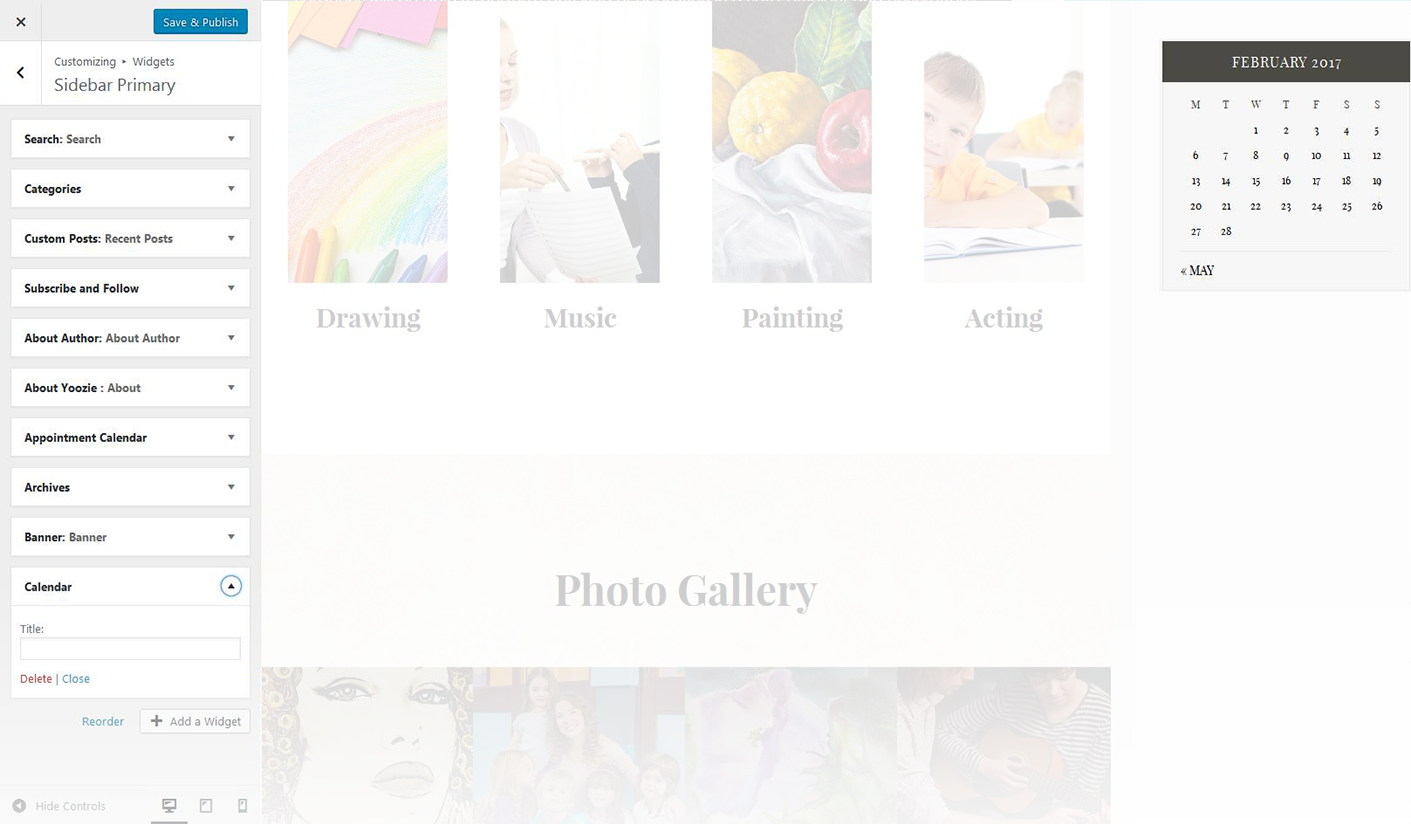 Save & Publish
Customizing ▸ Widgets
Sidebar Primary
Search: Search
Categories
Custom Posts: Recent Posts
Subscribe and Follow
About Author: About Author
About Yoozie : About
Appointment Calendar
Archives
Banner: Banner
Calendar
Title:
Delete | Close
Reorder
Add a Widget
Hide Controls
Drawing
Music
Painting
Acting
Photo Gallery
FEBRUARY 2017
M T W T F S S
1 2 3 4 5
6 7 8 9 10 11 12
13 14 15 16 17 18 19
20 21 22 23 24 25 26
27 28
« MAY